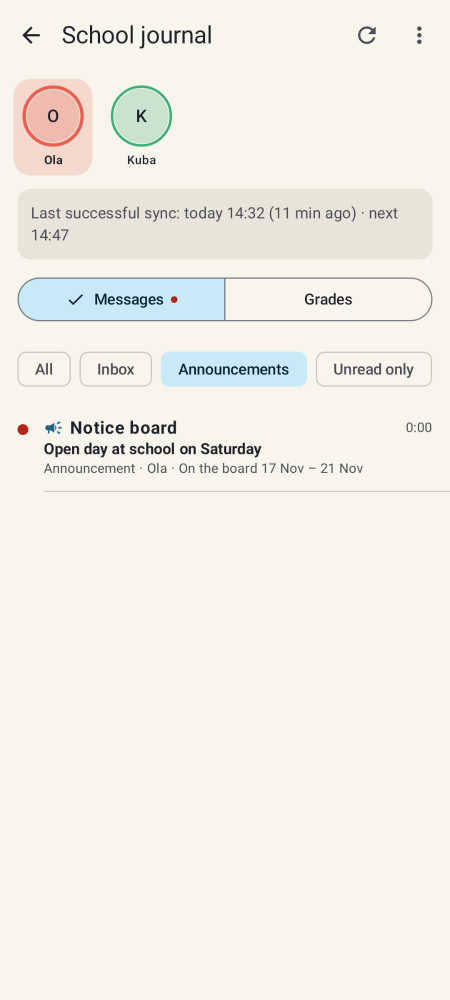 School journal
O
K
Ola
Kuba
Last successful sync: today 14:32 (11 min ago) · next
14:47
Messages
Grades
All
Inbox
Announcements
Unread only
Notice board
0:00
Open day at school on Saturday
Announcement · Ola · On the board 17 Nov – 21 Nov